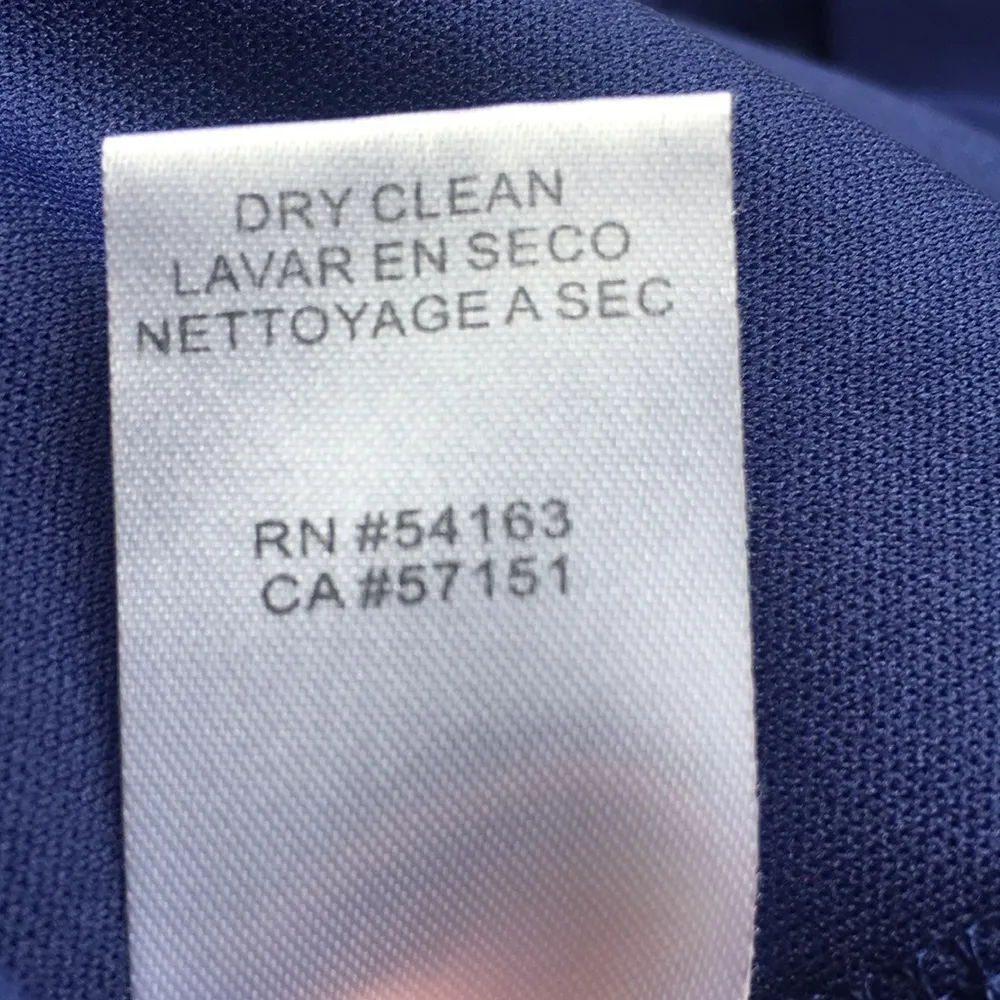 DRY CLEAN
LAVAR EN SECO
NETTOYAGE A SEC
RN #54163
CA #57151